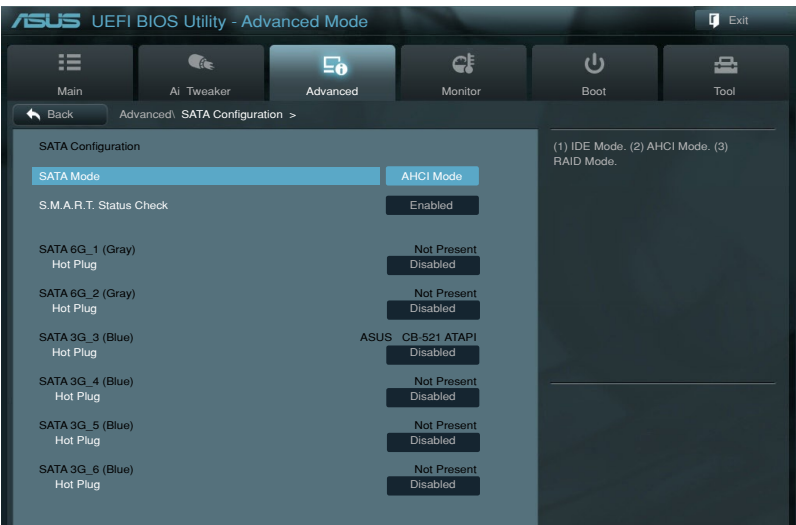 ASUS UEFI BIOS Utility - Advanced Mode
Exit
Main Ai Tweaker Advanced Monitor Boot Tool
Back Advanced\ SATA Configuration >
SATA Configuration
SATA Mode AHCI Mode
S.M.A.R.T. Status Check Enabled
SATA 6G_1 (Gray) Not Present
Hot Plug Disabled
SATA 6G_2 (Gray) Not Present
Hot Plug Disabled
SATA 3G_3 (Blue) ASUS CB-521 ATAPI
Hot Plug Disabled
SATA 3G_4 (Blue) Not Present
Hot Plug Disabled
SATA 3G_5 (Blue) Not Present
Hot Plug Disabled
SATA 3G_6 (Blue) Not Present
Hot Plug Disabled
(1) IDE Mode. (2) AHCI Mode. (3)
RAID Mode.